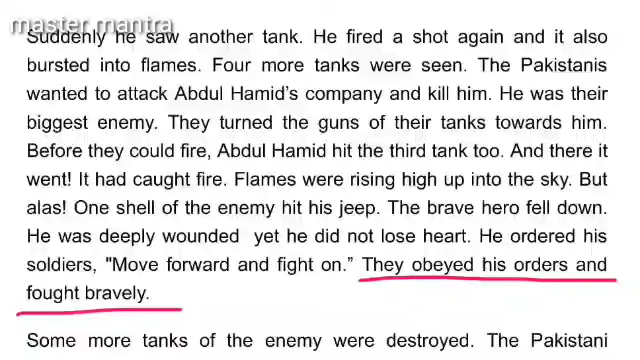 master mantra
Suddenly he saw another tank. He fired a shot again and it also
bursted into flames. Four more tanks were seen. The Pakistanis
wanted to attack Abdul Hamid’s company and kill him. He was their
biggest enemy. They turned the guns of their tanks towards him.
Before they could fire, Abdul Hamid hit the third tank too. And there it
went! It had caught fire. Flames were rising high up into the sky. But
alas! One shell of the enemy hit his jeep. The brave hero fell down.
He was deeply wounded yet he did not lose heart. He ordered his
soldiers, "Move forward and fight on.” They obeyed his orders and
fought bravely.
Some more tanks of the enemy were destroyed. The Pakistani